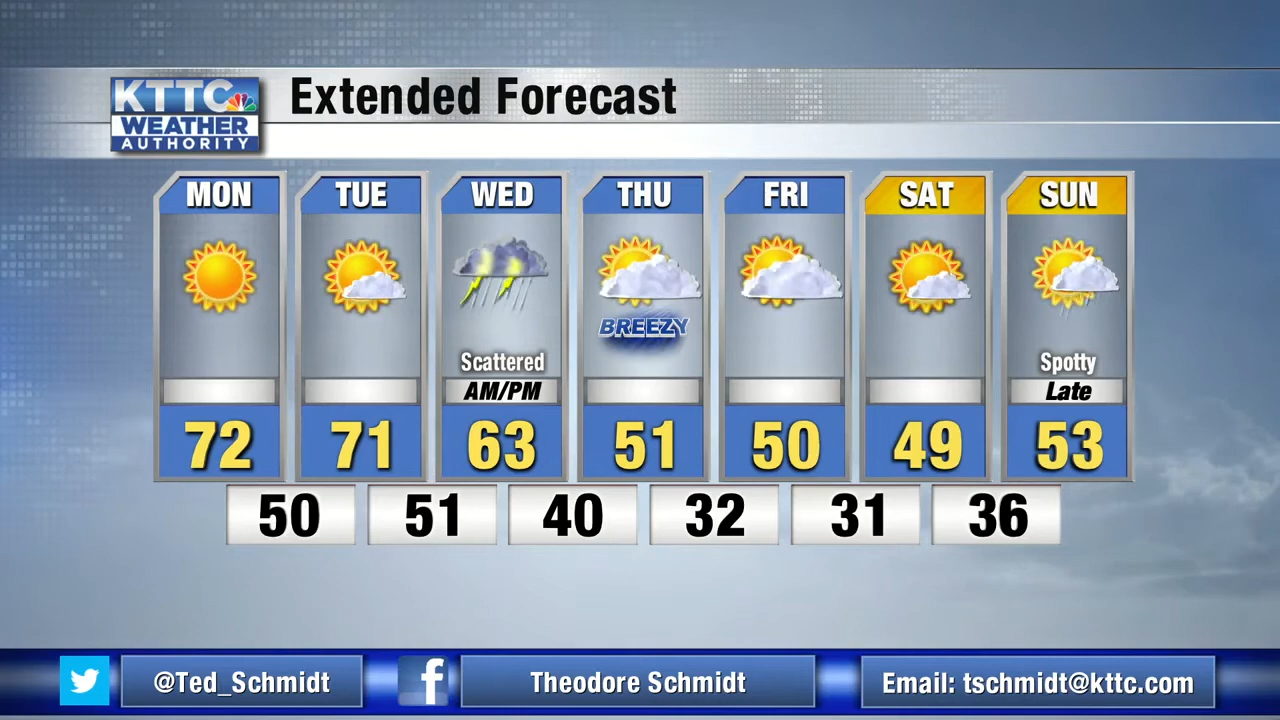 KTTC
WEATHER
AUTHORITY
Extended Forecast
MON TUE WED THU FRI SAT SUN
BREEZY
Scattered Spotty
AM/PM Late
72 71 63 51 50 49 53
50 51 40 32 31 36
@Ted_Schmidt Theodore Schmidt Email: tschmidt@kttc.com